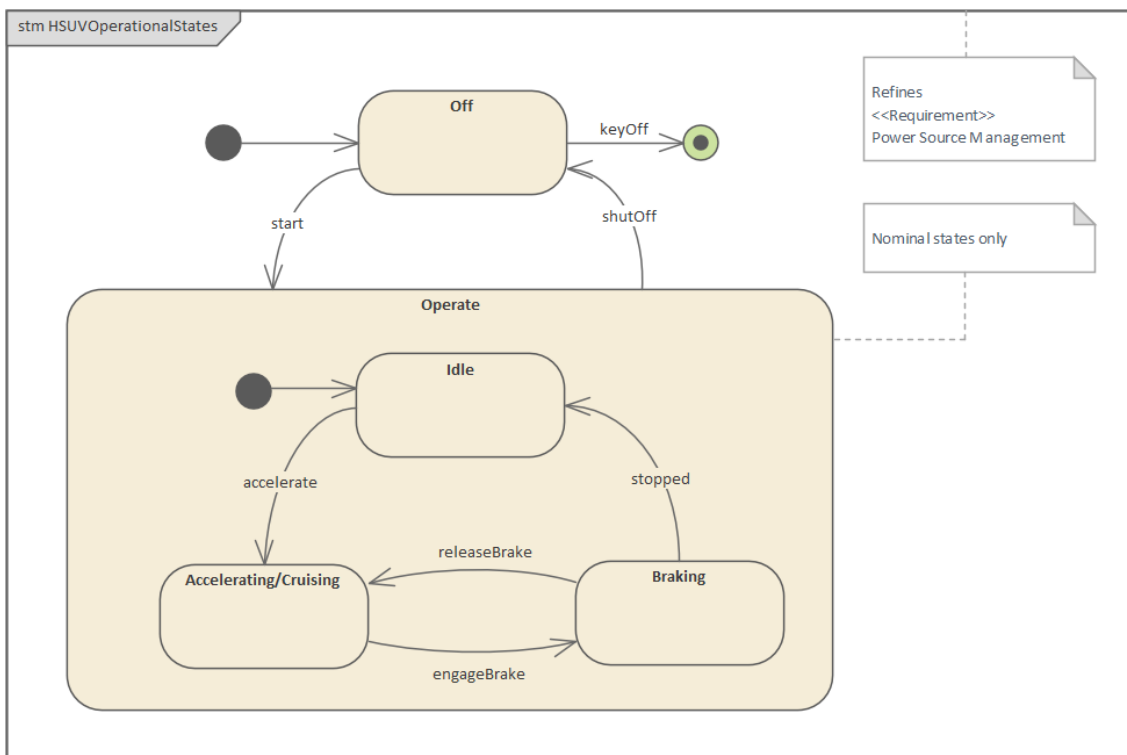 stm HSUVOperationalStates
Refines
<<Requirement>>
Power Source Management
Off
keyOff
start
shutOff
Nominal states only
Operate
Idle
accelerate
stopped
releaseBrake
Accelerating/Cruising
Braking
engageBrake